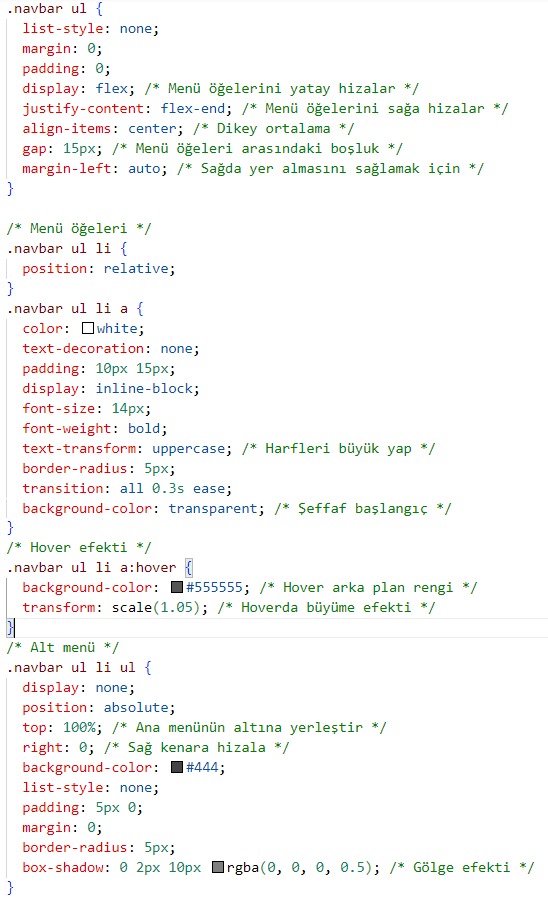 .navbar ul {
  list-style: none;
  margin: 0;
  padding: 0;
  display: flex; /* Menü öğelerini yatay hizalar */
  justify-content: flex-end; /* Menü öğelerini sağa hizalar */
  align-items: center; /* Dikey ortalama */
  gap: 15px; /* Menü öğeleri arasındaki boşluk */
  margin-left: auto; /* Sağda yer almasını sağlamak için */
}

/* Menü öğeleri */
.navbar ul li {
  position: relative;
}
.navbar ul li a {
  color: white;
  text-decoration: none;
  padding: 10px 15px;
  display: inline-block;
  font-size: 14px;
  font-weight: bold;
  text-transform: uppercase; /* Harfleri büyük yap */
  border-radius: 5px;
  transition: all 0.3s ease;
  background-color: transparent; /* Şeffaf başlangıç */
}
/* Hover efekti */
.navbar ul li a:hover {
  background-color: #555555; /* Hover arka plan rengi */
  transform: scale(1.05); /* Hoverda büyüme efekti */
}
/* Alt menü */
.navbar ul li ul {
  display: none;
  position: absolute;
  top: 100%; /* Ana menünün altına yerleştir */
  right: 0; /* Sağ kenara hizala */
  background-color: #444;
  list-style: none;
  padding: 5px 0;
  margin: 0;
  border-radius: 5px;
  box-shadow: 0 2px 10px rgba(0, 0, 0, 0.5); /* Gölge efekti */
}